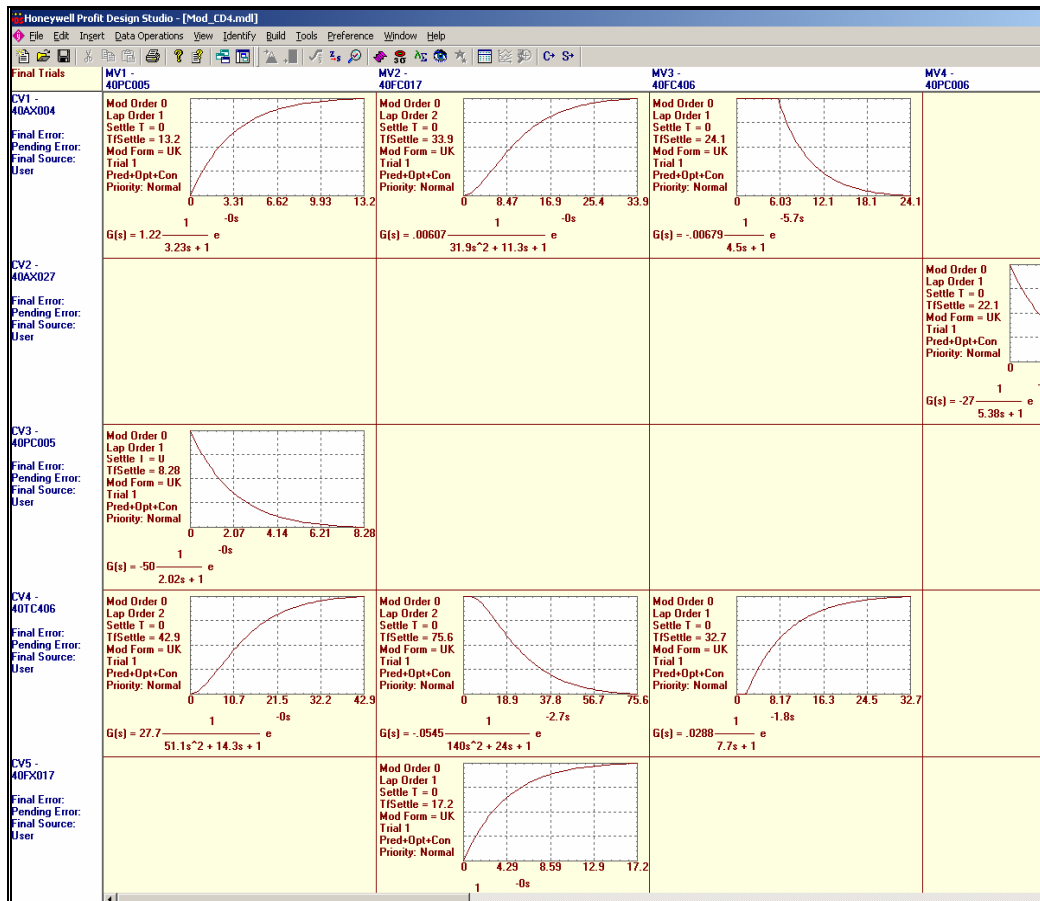 Honeywell Profit Design Studio - [Mod_CD4.mdl]
File Edit Insert Data Operations View Identify Build Tools Preference Window Help
Final Trials
MV1 -
40PC005
MV2 -
40FC017
MV3 -
40FC406
MV4 -
40PC006
CV1 -
40AX004
Final Error:
Pending Error:
Final Source:
User
Mod Order 0
Lap Order 1
Settle T = 0
TfSettle = 13.2
Mod Form = UK
Trial 1
Pred+Opt+Con
Priority: Normal
0 3.31 6.62 9.93 13.2
1 -0s
G(s) = 1.22 e
3.23s + 1
Mod Order 0
Lap Order 2
Settle T = 0
TfSettle = 33.9
Mod Form = UK
Trial 1
Pred+Opt+Con
Priority: Normal
0 8.47 16.9 25.4 33.9
1 -0s
G(s) = .00607 e
31.9s^2 + 11.3s + 1
Mod Order 0
Lap Order 1
Settle T = 0
TfSettle = 24.1
Mod Form = UK
Trial 1
Pred+Opt+Con
Priority: Normal
0 6.03 12.1 18.1 24.1
1 -5.7s
G(s) = -.00679 e
4.5s + 1
CV2 -
40AX027
Final Error:
Pending Error:
Final Source:
User
Mod Order 0
Lap Order 1
Settle T = 0
TfSettle = 22.1
Mod Form = UK
Trial 1
Pred+Opt+Con
Priority: Normal
0
1
G(s) = -27 e
5.38s + 1
CV3 -
40PC005
Final Error:
Pending Error:
Final Source:
User
Mod Order 0
Lap Order 1
Settle T = 0
TfSettle = 8.28
Mod Form = UK
Trial 1
Pred+Opt+Con
Priority: Normal
0 2.07 4.14 6.21 8.28
1 -0s
G(s) = -50 e
2.02s + 1
CV4 -
40TC406
Final Error:
Pending Error:
Final Source:
User
Mod Order 0
Lap Order 2
Settle T = 0
TfSettle = 42.9
Mod Form = UK
Trial 1
Pred+Opt+Con
Priority: Normal
0 10.7 21.5 32.2 42.9
1 -0s
G(s) = 27.7 e
51.1s^2 + 14.3s + 1
Mod Order 0
Lap Order 2
Settle T = 0
TfSettle = 75.6
Mod Form = UK
Trial 1
Pred+Opt+Con
Priority: Normal
0 18.9 37.8 56.7 75.6
1 -2.7s
G(s) = -.0545 e
140s^2 + 24s + 1
Mod Order 0
Lap Order 1
Settle T = 0
TfSettle = 32.7
Mod Form = UK
Trial 1
Pred+Opt+Con
Priority: Normal
0 8.17 16.3 24.5 32.7
1 -1.8s
G(s) = .0288 e
7.7s + 1
CV5 -
40FX017
Final Error:
Pending Error:
Final Source:
User
Mod Order 0
Lap Order 1
Settle T = 0
TfSettle = 17.2
Mod Form = UK
Trial 1
Pred+Opt+Con
Priority: Normal
0 4.29 8.59 12.9 17.2
1 -0s